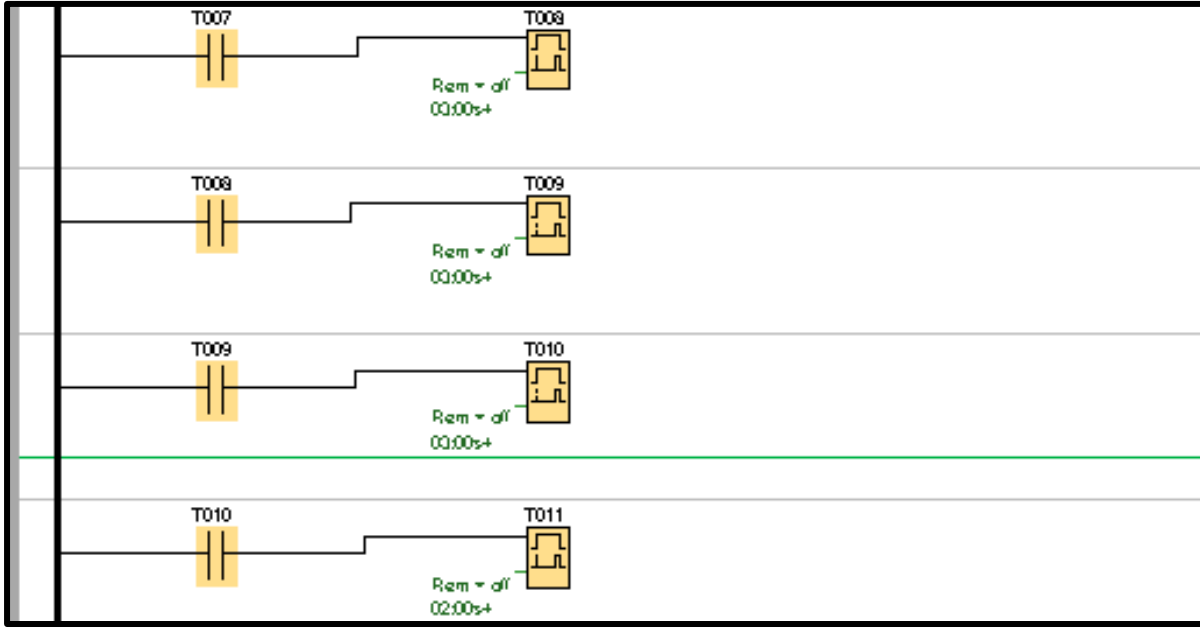 T007 T008
Rem = off
03:00s+
T008 T009
Rem = off
03:00s+
T009 T010
Rem = off
03:00s+
T010 T011
Rem = off
02:00s+